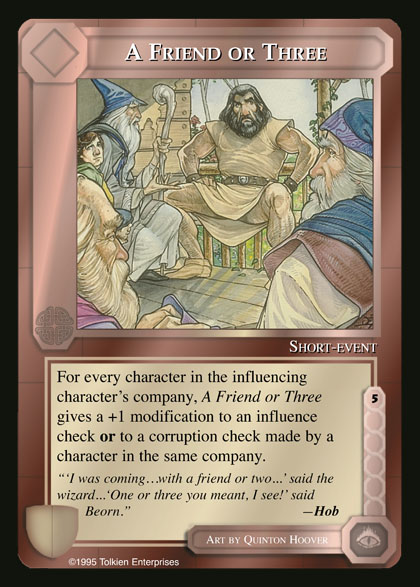 A Friend or Three
Short-event
For every character in the influencing
character's company, A Friend or Three
gives a +1 modification to an influence
check or to a corruption check made by a
character in the same company.
“‘I was coming…with a friend or two...’ said the
wizard...‘One or three you meant, I see!’ said
Beorn.” —Hob
5
Art by Quinton Hoover
©1995 Tolkien Enterprises